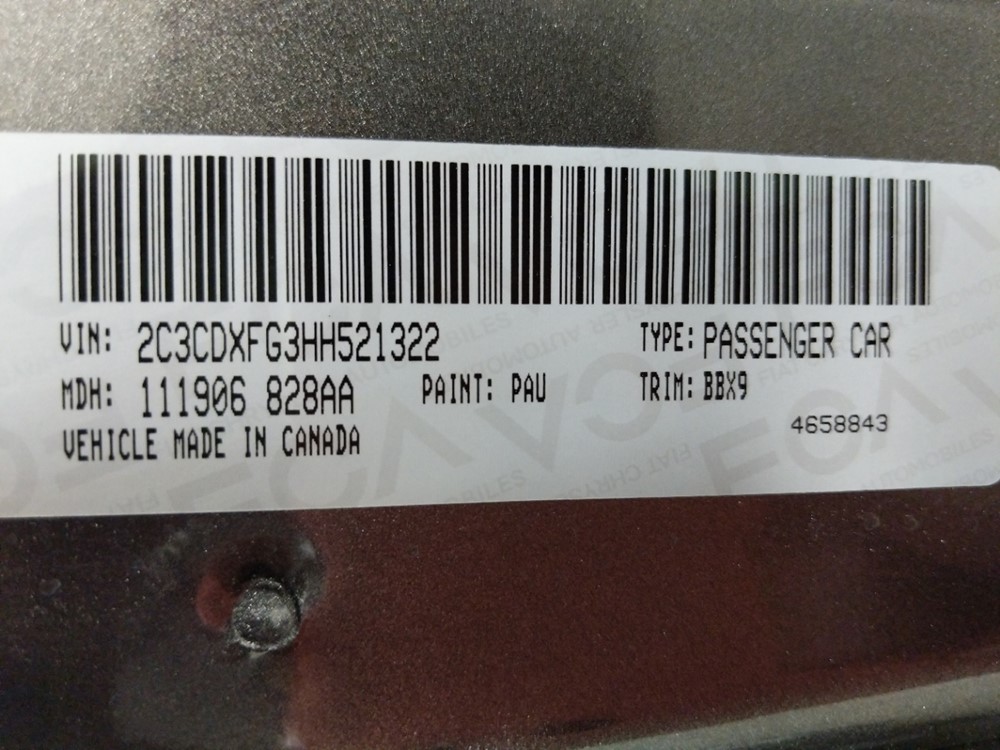 VIN: 2C3CDXFG3HH521322 TYPE: PASSENGER CAR
MDH: 111906 828AA PAINT: PAU TRIM: BBX9
4658843
VEHICLE MADE IN CANADA